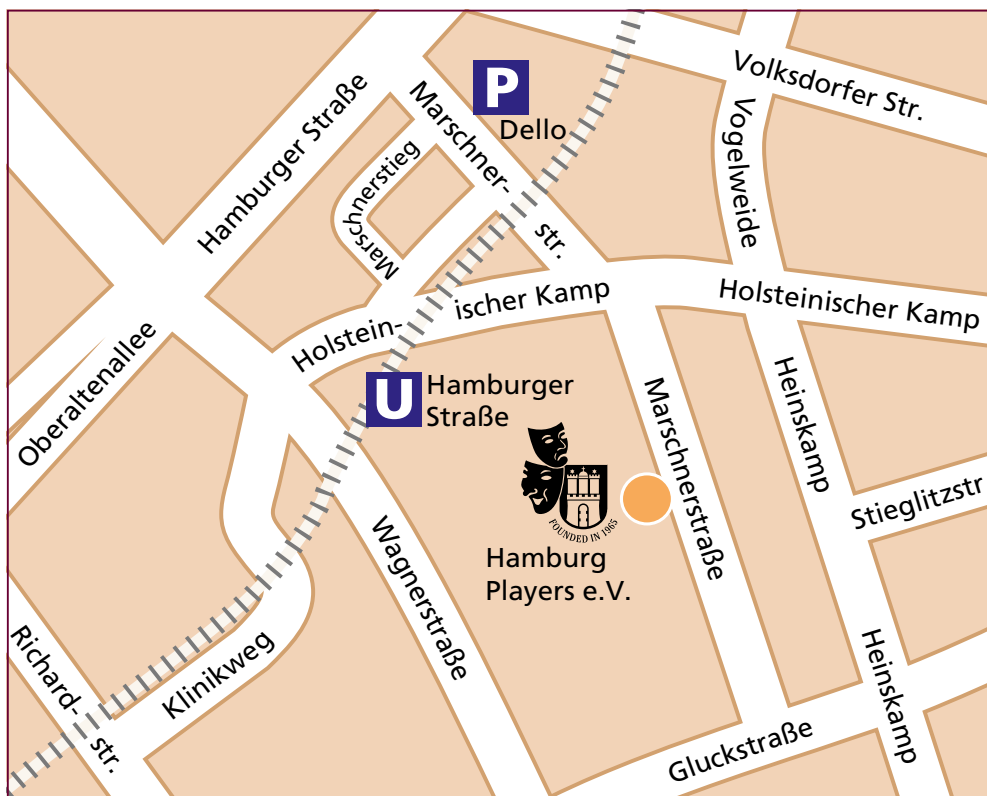 P
Dello
Volksdorfer Str.
Hamburger Straße
Marschner-
str.
Marschnerstieg
Vogelweide
Holstein-
ischer Kamp
Holsteinischer Kamp
Oberaltenallee
U
Hamburger
Straße
Marschnerstraße
Heinskamp
Stieglitzstr
FOUNDED IN 1965
Hamburg
Players e.V.
Wagnerstraße
Richard-
str.
Klinikweg
Heinskamp
Gluckstraße